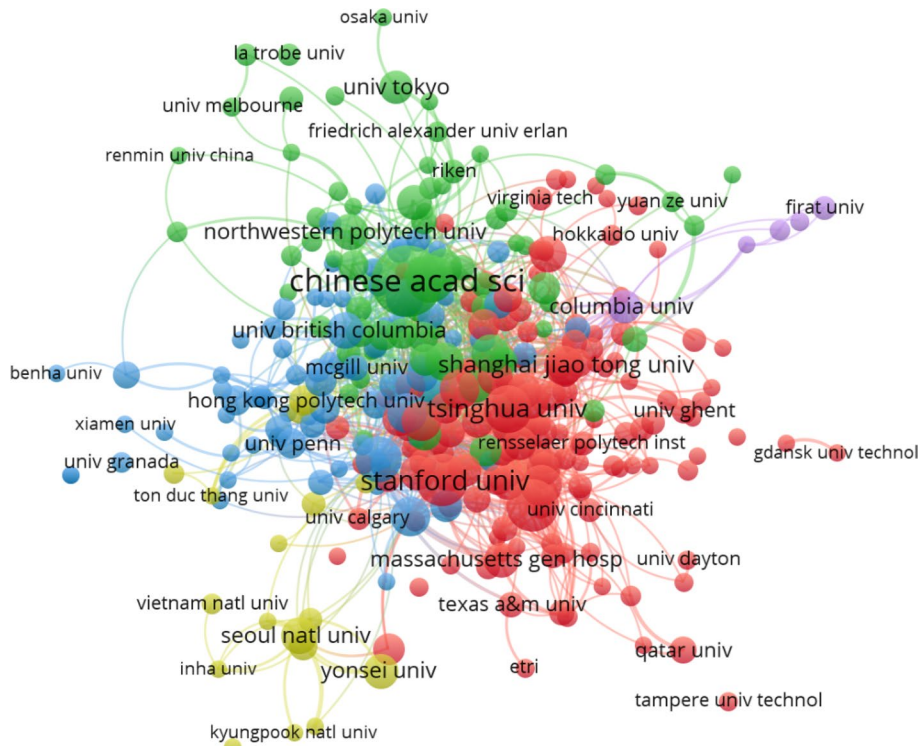 osaka univ
la trobe univ
univ tokyo
univ melbourne
friedrich alexander univ erlan
renmin univ china
riken
virginia tech
yuan ze univ
firat univ
northwestern polytech univ
hokkaido univ
chinese acad sci
columbia univ
univ british columbia
mcgill univ
shanghai jiao tong univ
benha univ
hong kong polytech univ
tsinghua univ
univ ghent
xiamen univ
univ penn
rensselaer polytech inst
gdansk univ technol
univ granada
stanford univ
ton duc thang univ
univ calgary
univ cincinnati
massachusetts gen hosp
univ dayton
vietnam natl univ
texas a&m univ
seoul natl univ
qatar univ
inha univ
yonsei univ
etri
tampere univ technol
kyungpook natl univ